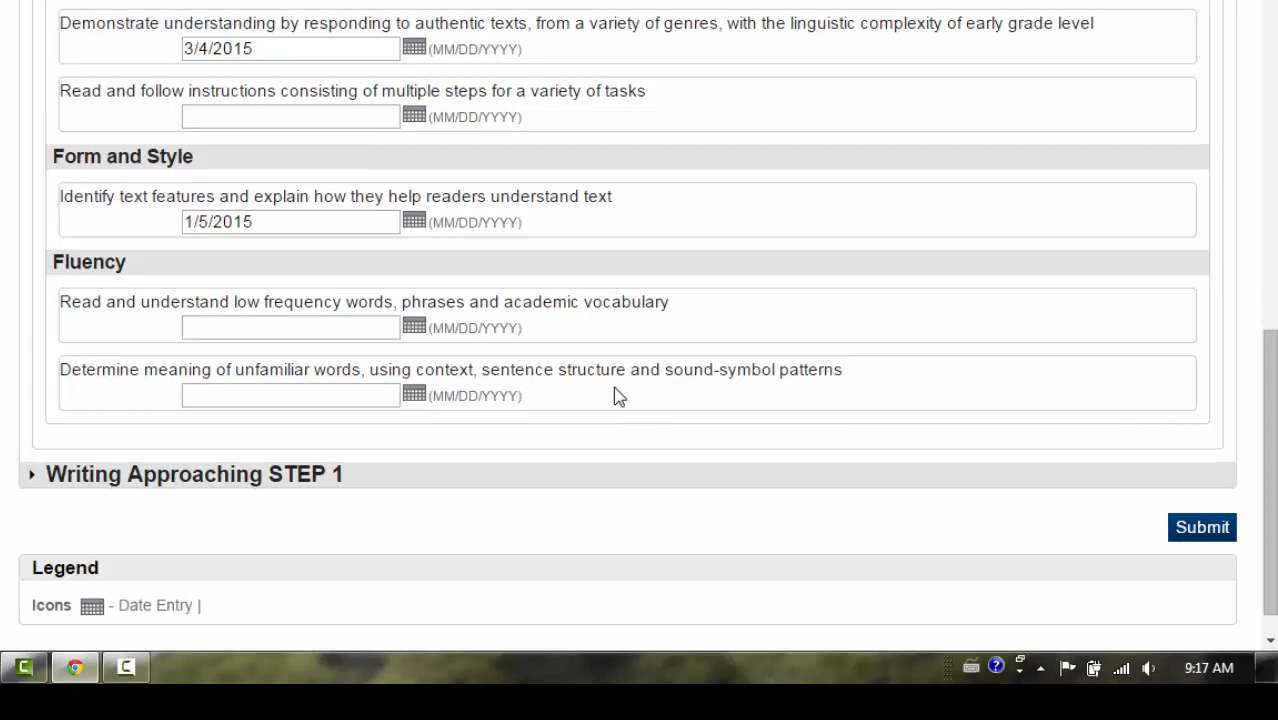 Demonstrate understanding by responding to authentic texts, from a variety of genres, with the linguistic complexity of early grade level
3/4/2015 (MM/DD/YYYY)
Read and follow instructions consisting of multiple steps for a variety of tasks
(MM/DD/YYYY)
Form and Style
Identify text features and explain how they help readers understand text
1/5/2015 (MM/DD/YYYY)
Fluency
Read and understand low frequency words, phrases and academic vocabulary
(MM/DD/YYYY)
Determine meaning of unfamiliar words, using context, sentence structure and sound-symbol patterns
(MM/DD/YYYY)
Writing Approaching STEP 1
Submit
Legend
Icons - Date Entry |
9:17 AM